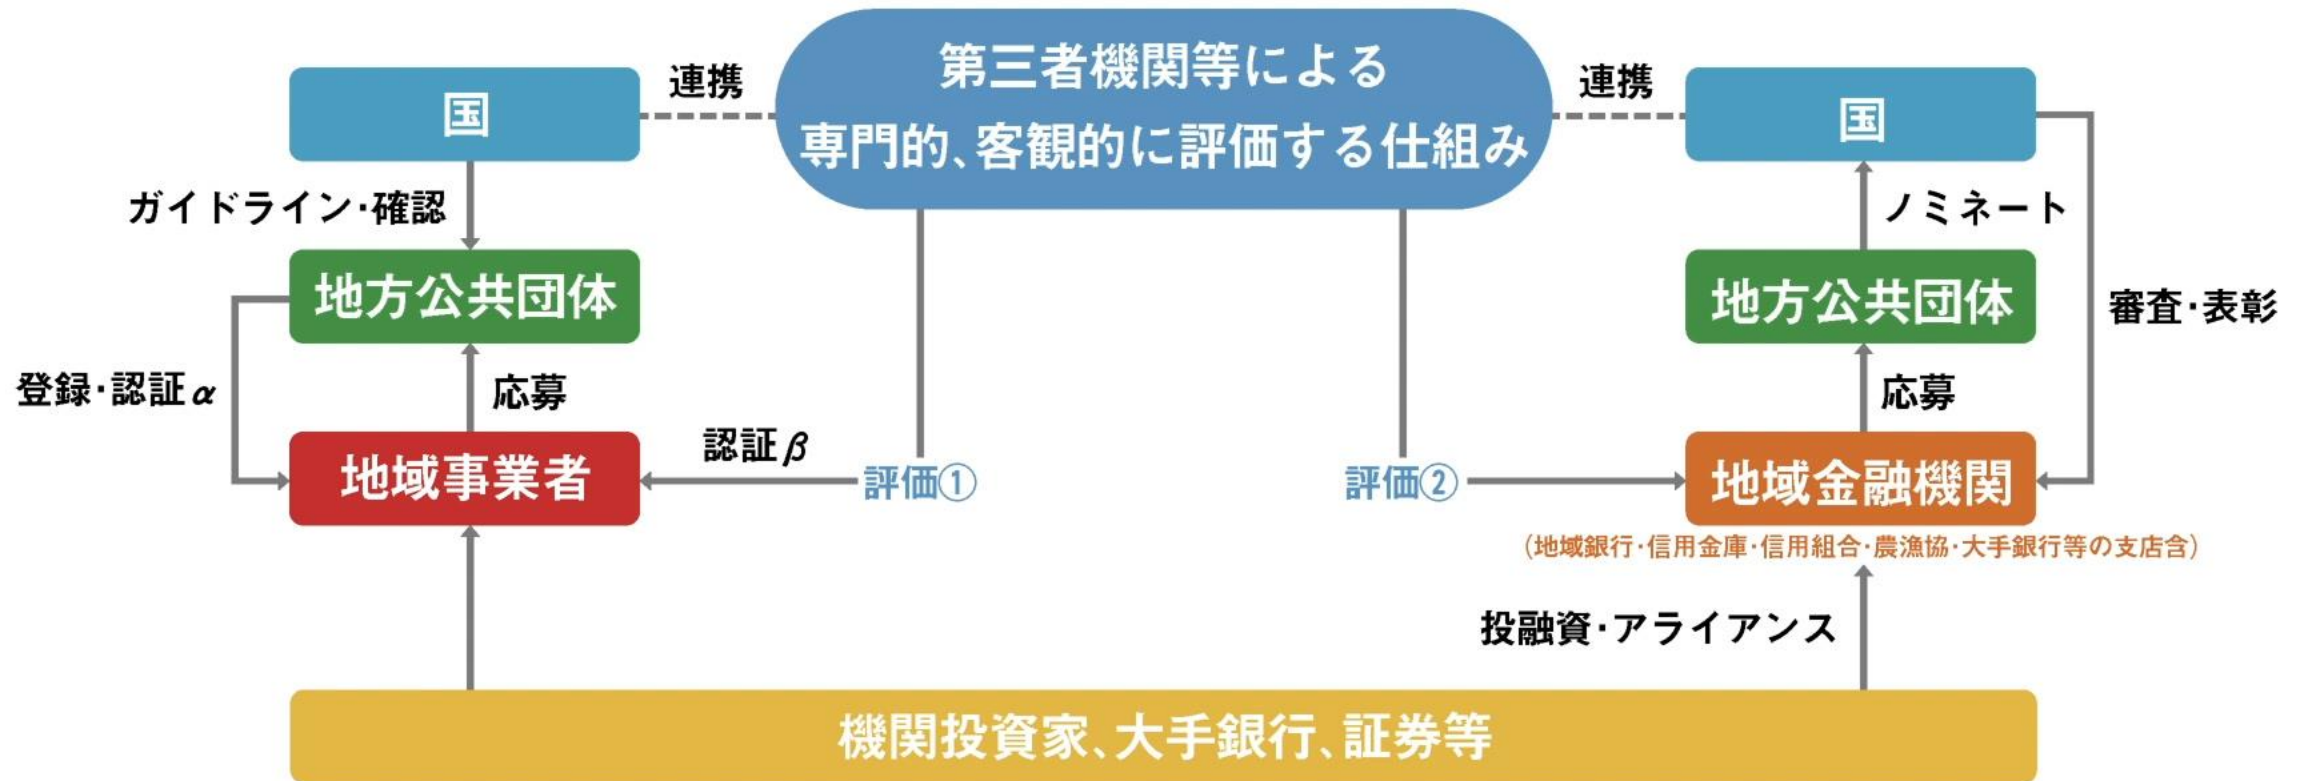 第三者機関等による
専門的、客観的に評価する仕組み
国
連携
連携
国
ガイドライン・確認
ノミネート
地方公共団体
地方公共団体
審査・表彰
登録・認証α
応募
応募
認証β
地域事業者
評価①
評価②
地域金融機関
(地域銀行・信用金庫・信用組合・農漁協・大手銀行等の支店含)
投融資・アライアンス
機関投資家、大手銀行、証券等